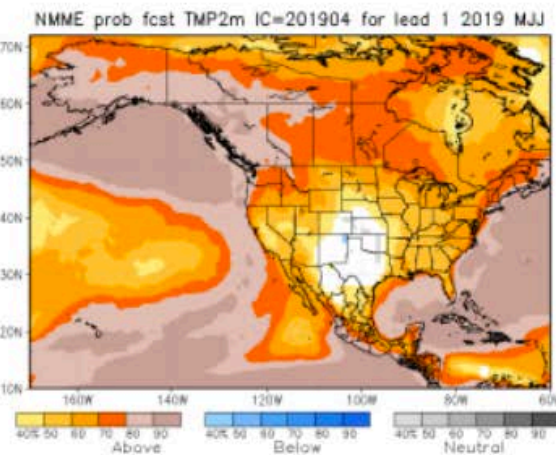 NMME prob fcst TMP2m IC=201904 for lead 1 2019 MJJ
70N
60N
50N
40N
30N
20N
10N
160W 140W 120W 100W 80W 60W
40% 50 60 70 80 90 40% 50 60 70 80 90 40% 50 60 70 80 90
Above Below Neutral